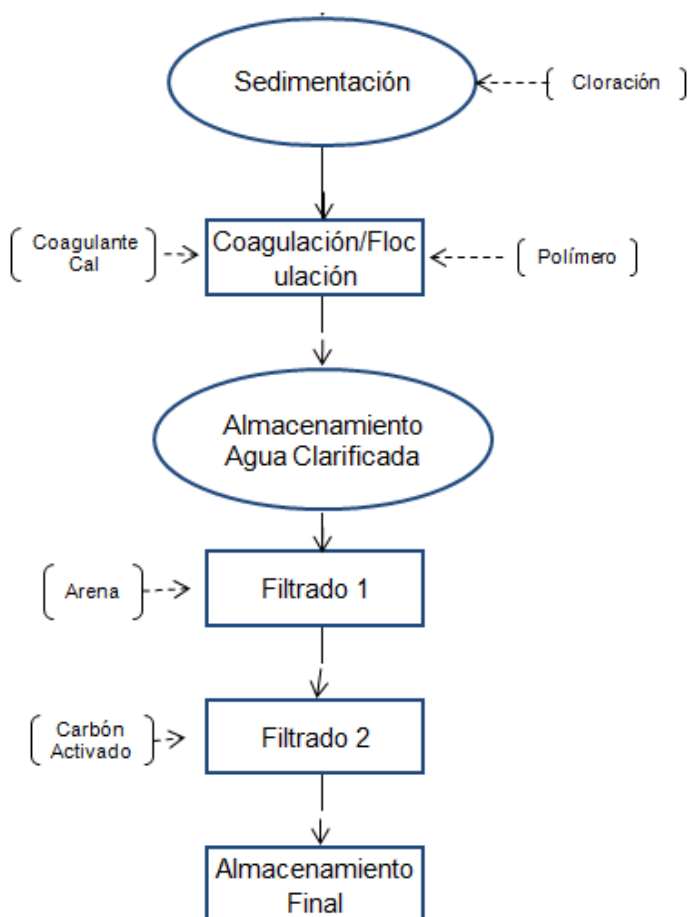 Sedimentación
Cloración
Coagulante
Cal
Coagulación/Floc
ulación
Polímero
Almacenamiento
Agua Clarificada
Arena
Filtrado 1
Carbón
Activado
Filtrado 2
Almacenamiento
Final